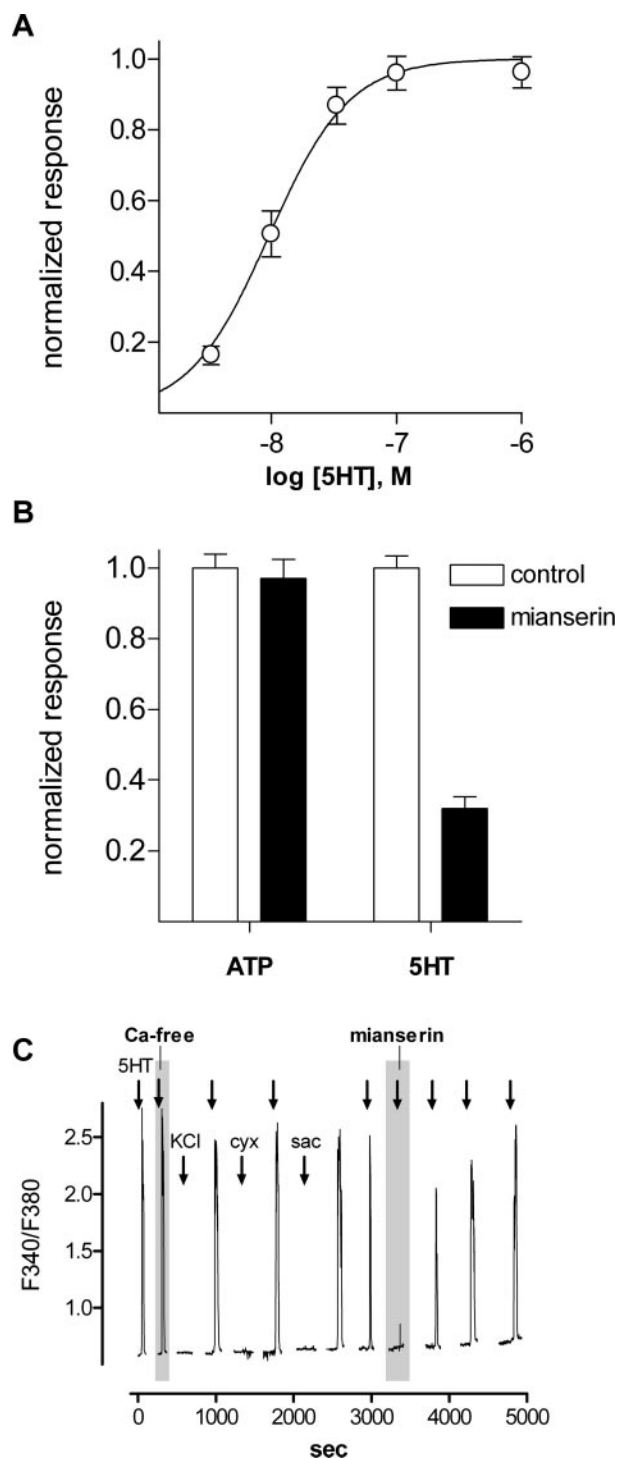 A
normalized response
1.0
0.8
0.6
0.4
0.2
-8
-7
-6
log [5HT], M
B
normalized response
1.0
0.8
0.6
0.4
0.2
control
mianserin
ATP
5HT
C
Ca-free
mianserin
5HT
KCl
cyx
sac
F340/F380
2.5
2.0
1.5
1.0
0
1000
2000
3000
4000
5000
sec